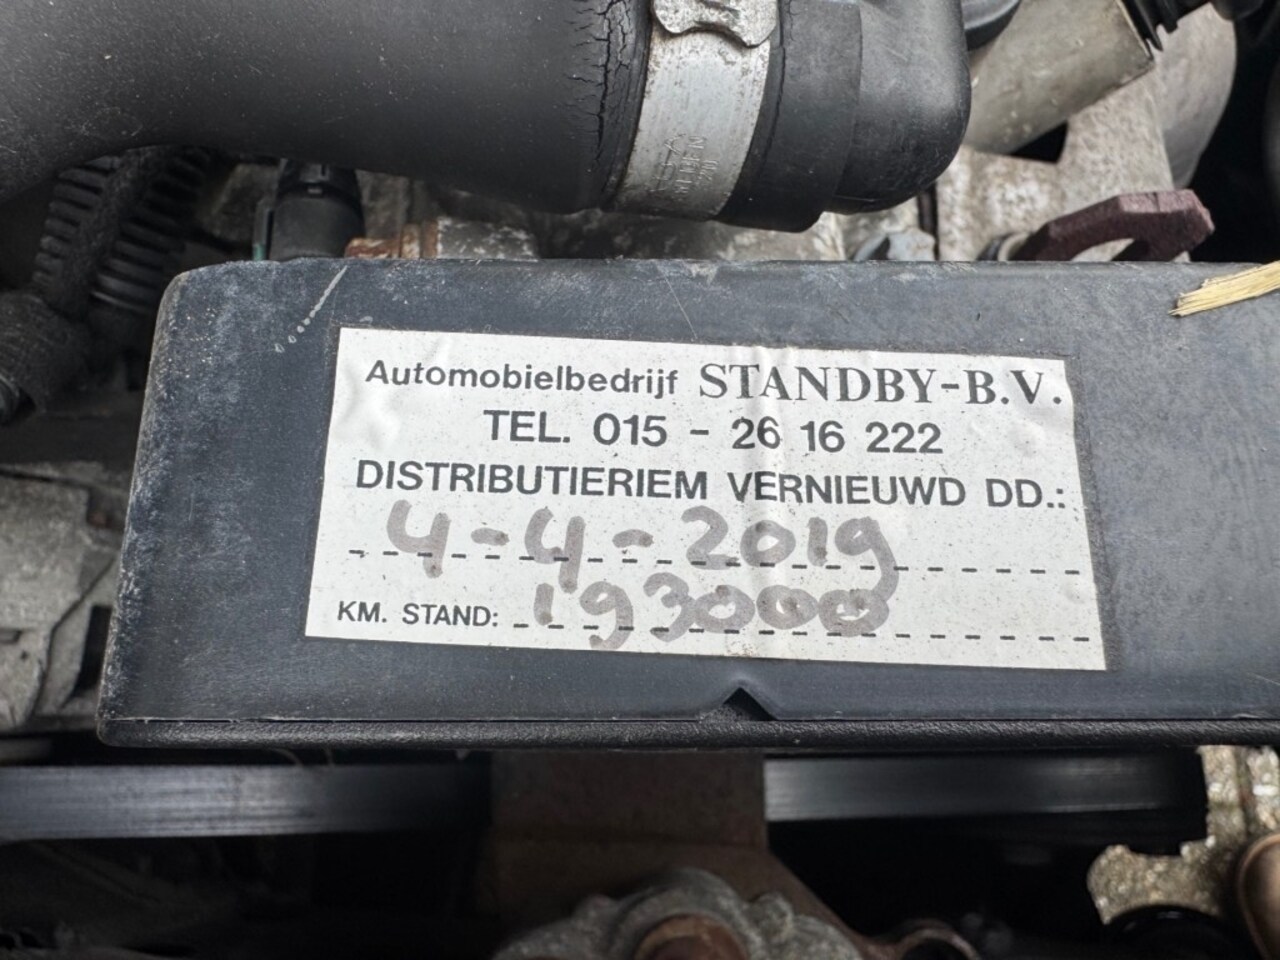 Automobielbedrijf STANDBY-B.V.
TEL. 015 - 26 16 222
DISTRIBUTIERIEM VERNIEUWD DD.:
4-4-2019
KM. STAND: 193000